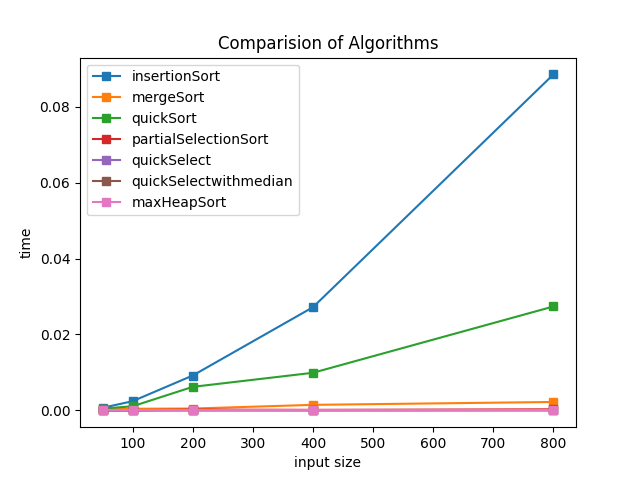 Comparision of Algorithms
insertionSort
mergeSort
quickSort
partialSelectionSort
quickSelect
quickSelectwithmedian
maxHeapSort
0.08
0.06
0.04
0.02
0.00
time
100 200 300 400 500 600 700 800
input size